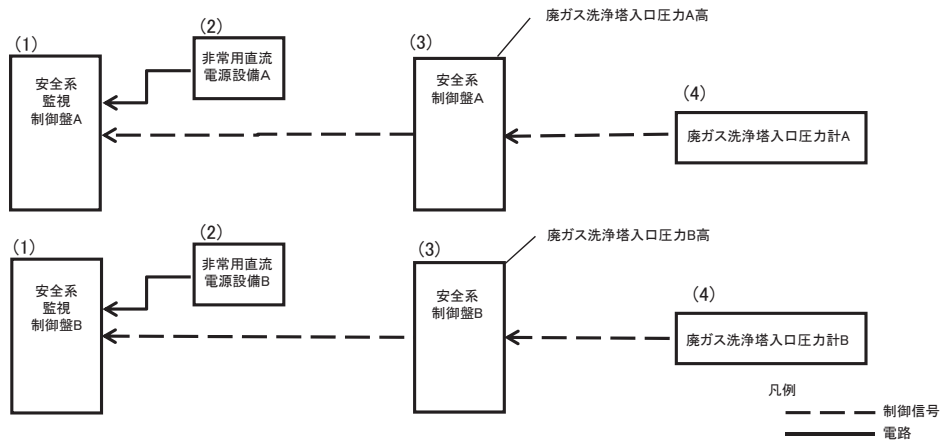 廃ガス洗浄塔入口圧力A高
(1)
(2)
(3)
非常用直流
電源設備A
安全系
監視
制御盤A
安全系
制御盤A
(4)
廃ガス洗浄塔入口圧力計A
廃ガス洗浄塔入口圧力B高
(1)
(2)
(3)
非常用直流
電源設備B
安全系
監視
制御盤B
安全系
制御盤B
(4)
廃ガス洗浄塔入口圧力計B
凡例
制御信号
電路